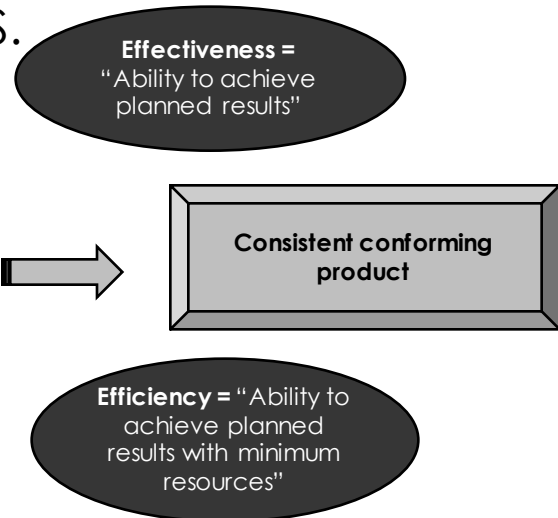 s.
Effectiveness =
“Ability to achieve
planned results”
Consistent conforming
product
Efficiency = “Ability to
achieve planned
results with minimum
resources”